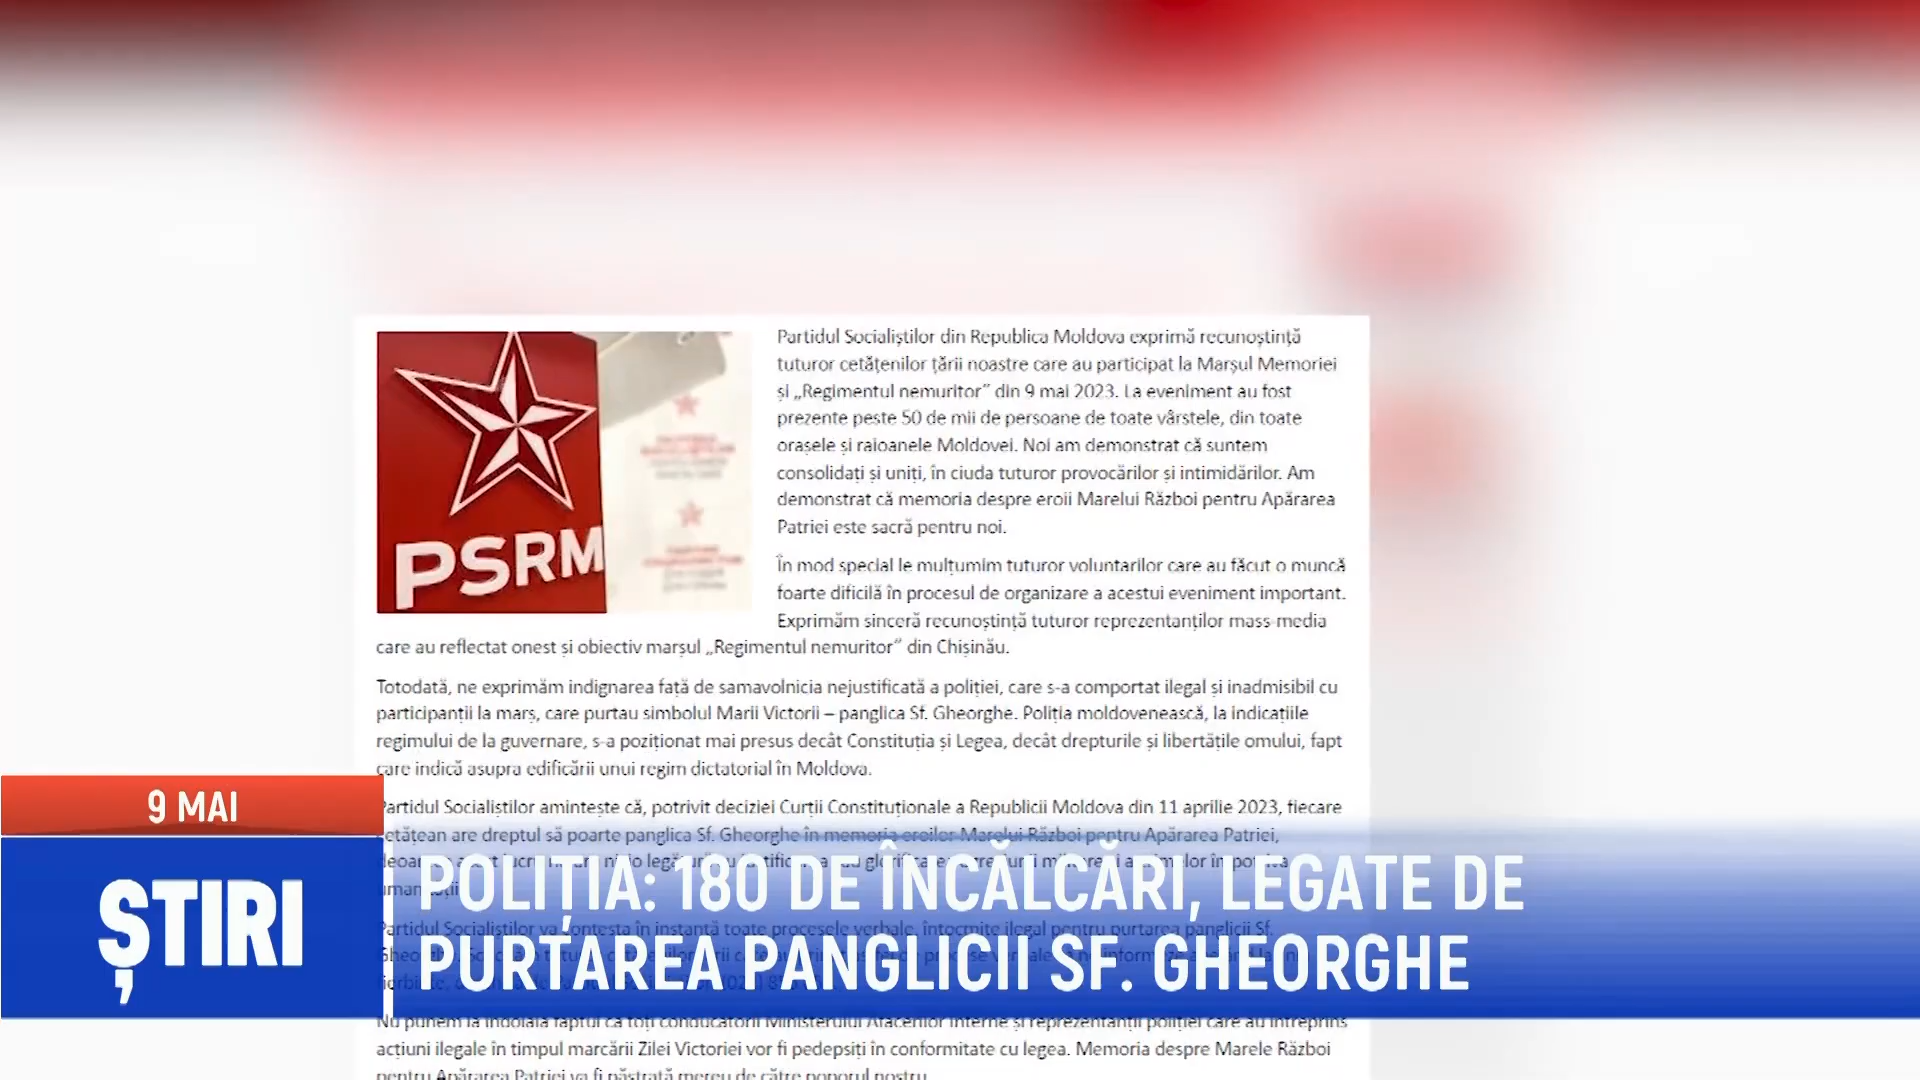 PSRM
Partidul Socialiștilor din Republica Moldova exprimă recunoștință
tuturor cetățenilor țării noastre care au participat la Marșul Memoriei
și „Regimentul nemuritor” din 9 mai 2023. La eveniment au fost
prezente peste 50 de mii de persoane de toate vârstele, din toate
orașele și raioanele Moldovei. Noi am demonstrat că suntem
consolidați și uniți, în ciuda tuturor provocărilor și intimidărilor. Am
demonstrat că memoria despre eroii Marelui Război pentru Apărarea
Patriei este sacră pentru noi.
În mod special le mulțumim tuturor voluntarilor care au făcut o muncă
foarte dificilă în procesul de organizare a acestui eveniment important.
Exprimăm sinceră recunoștință tuturor reprezentanților mass-media
care au reflectat onest și obiectiv marșul „Regimentul nemuritor” din Chișinău.
Totodată, ne exprimăm indignarea față de samavolnicia nejustificată a poliției, care s-a comportat ilegal și inadmisibil cu
participanții la marș, care purtau simbolul Marii Victorii – panglica Sf. Gheorghe. Poliția moldovenească, la indicațiile
regimului de la guvernare, s-a poziționat mai presus decât Constituția și Legea, decât drepturile și libertățile omului, fapt
care indică asupra edificării unui regim dictatorial în Moldova.
Partidul Socialiștilor amintește că, potrivit deciziei Curții Constituționale a Republicii Moldova din 11 aprilie 2023, fiecare
cetățean are dreptul să poarte panglica Sf. Gheorghe în memoria eroilor Marelui Război pentru Apărarea Patriei,
Partidul Socialiștilor va contesta în instanță toate procesele verbale, întocmite ilegal pentru purtarea panglicii Sf.
Nu punem la îndoială faptul că toți conducătorii Ministerului Afacerilor Interne și reprezentanții poliției care au întreprins
acțiuni ilegale în timpul marcării Zilei Victoriei vor fi pedepsiți în conformitate cu legea. Memoria despre Marele Război
pentru Apărarea Patriei va fi păstrată mereu de către poporul nostru.
9 MAI
ȘTIRI
POLIȚIA: 180 DE ÎNCĂLCĂRI, LEGATE DE
PURTAREA PANGLICII SF. GHEORGHE